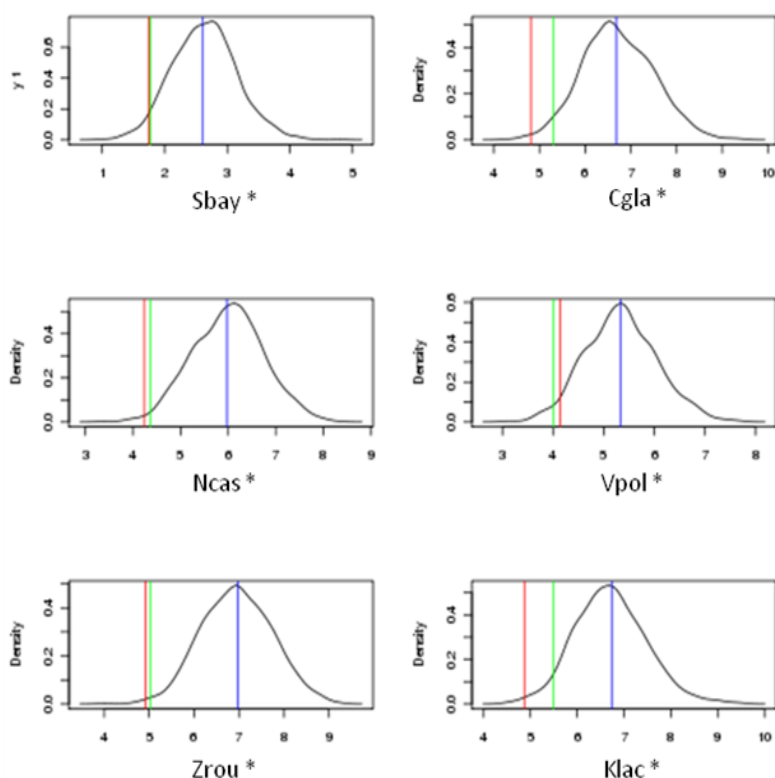 y 1
0.0 0.2 0.4 0.6
1 2 3 4 5
Sbay *
Density
0.0 0.2 0.4
4 5 6 7 8 9 10
Cgla *
Density
0.0 0.2 0.4
3 4 5 6 7 8 9
Ncas *
Density
0.0 0.2 0.4 0.6
3 4 5 6 7 8
Vpol *
Density
0.0 0.2 0.4
4 5 6 7 8 9
Zrou *
Density
0.0 0.2 0.4
4 5 6 7 8 9 10
Klac *